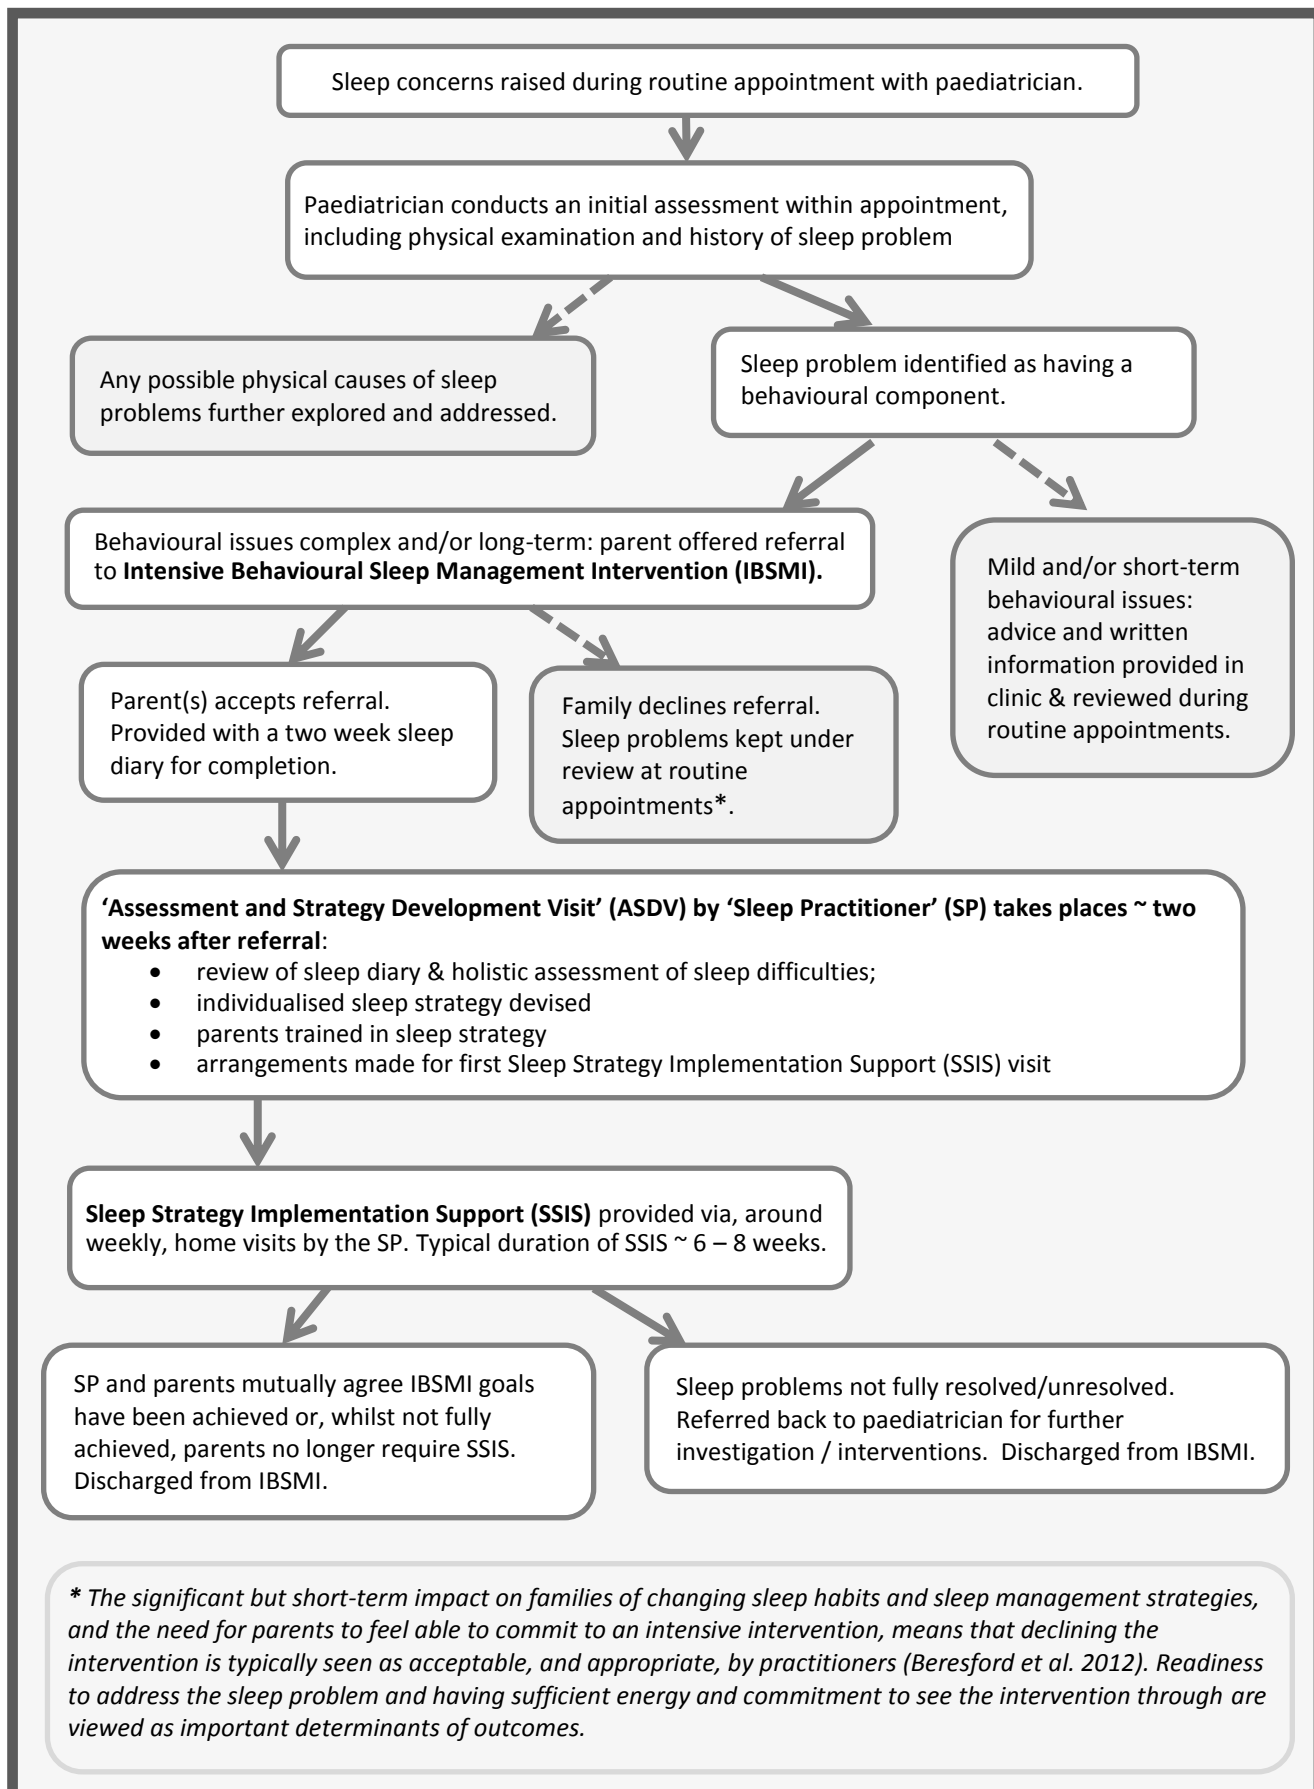 Sleep concerns raised during routine appointment with paediatrician.
Paediatrician conducts an initial assessment within appointment,
including physical examination and history of sleep problem
Any possible physical causes of sleep
problems further explored and addressed.
Sleep problem identified as having a
behavioural component.
Behavioural issues complex and/or long-term: parent offered referral
to Intensive Behavioural Sleep Management Intervention (IBSMI).
Mild and/or short-term
behavioural issues:
advice and written
information provided in
clinic & reviewed during
routine appointments.
Parent(s) accepts referral.
Provided with a two week sleep
diary for completion.
Family declines referral.
Sleep problems kept under
review at routine
appointments*.
‘Assessment and Strategy Development Visit’ (ASDV) by ‘Sleep Practitioner’ (SP) takes places ~ two
weeks after referral:
• review of sleep diary & holistic assessment of sleep difficulties;
• individualised sleep strategy devised
• parents trained in sleep strategy
• arrangements made for first Sleep Strategy Implementation Support (SSIS) visit
Sleep Strategy Implementation Support (SSIS) provided via, around
weekly, home visits by the SP. Typical duration of SSIS ~ 6 – 8 weeks.
SP and parents mutually agree IBSMI goals
have been achieved or, whilst not fully
achieved, parents no longer require SSIS.
Discharged from IBSMI.
Sleep problems not fully resolved/unresolved.
Referred back to paediatrician for further
investigation / interventions. Discharged from IBSMI.
* The significant but short-term impact on families of changing sleep habits and sleep management strategies,
and the need for parents to feel able to commit to an intensive intervention, means that declining the
intervention is typically seen as acceptable, and appropriate, by practitioners (Beresford et al. 2012). Readiness
to address the sleep problem and having sufficient energy and commitment to see the intervention through are
viewed as important determinants of outcomes.